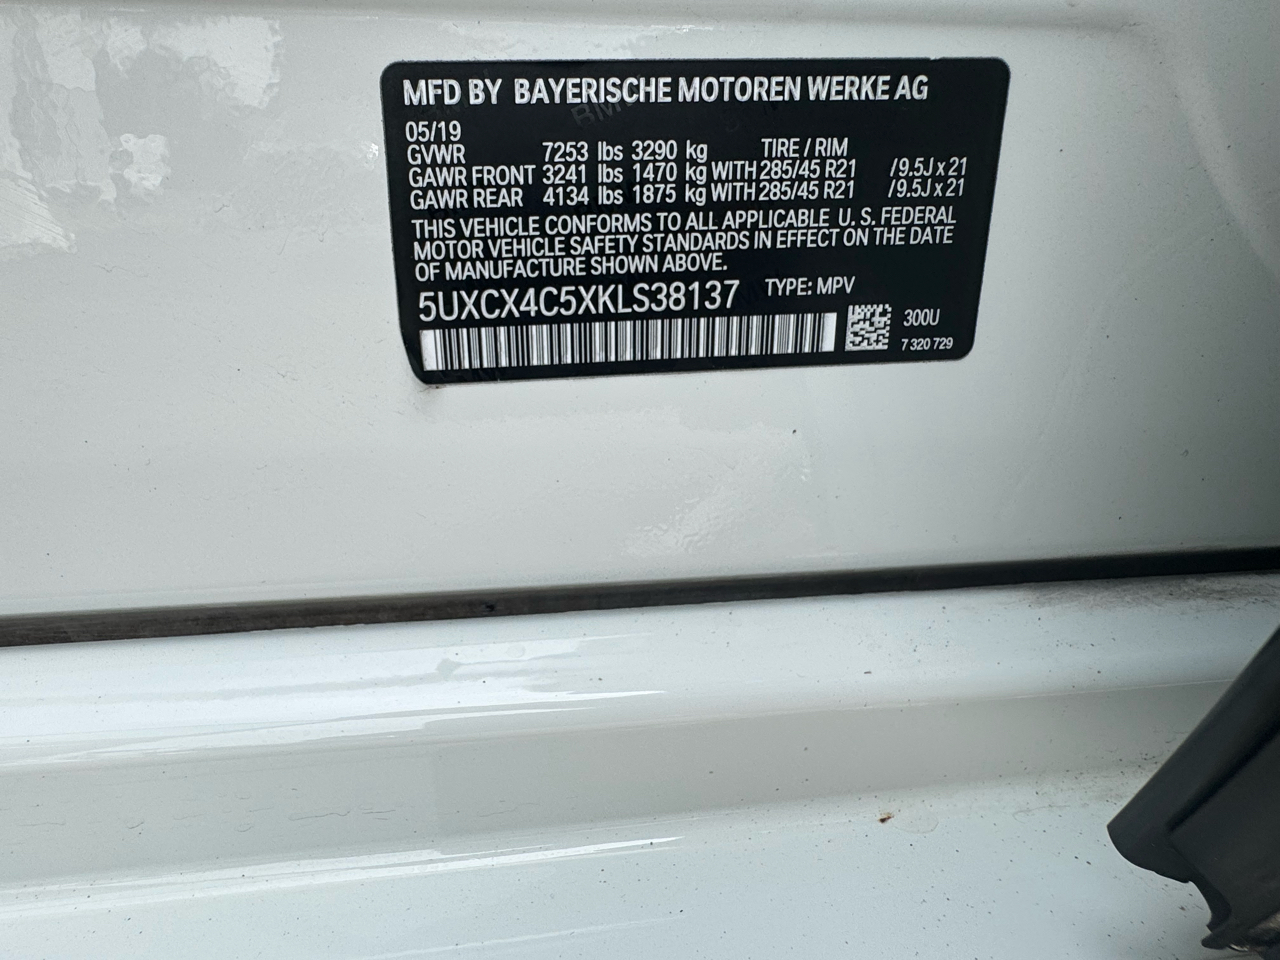 MFD BY BAYERISCHE MOTOREN WERKE AG
05/19
GVWR 7253 lbs 3290 kg TIRE / RIM
GAWR FRONT 3241 lbs 1470 kg WITH 285/45 R21 /9.5J x 21
GAWR REAR 4134 lbs 1875 kg WITH 285/45 R21 /9.5J x 21
THIS VEHICLE CONFORMS TO ALL APPLICABLE U. S. FEDERAL
MOTOR VEHICLE SAFETY STANDARDS IN EFFECT ON THE DATE
OF MANUFACTURE SHOWN ABOVE.
5UXCX4C5XKLS38137 TYPE: MPV
300U
7 320 729